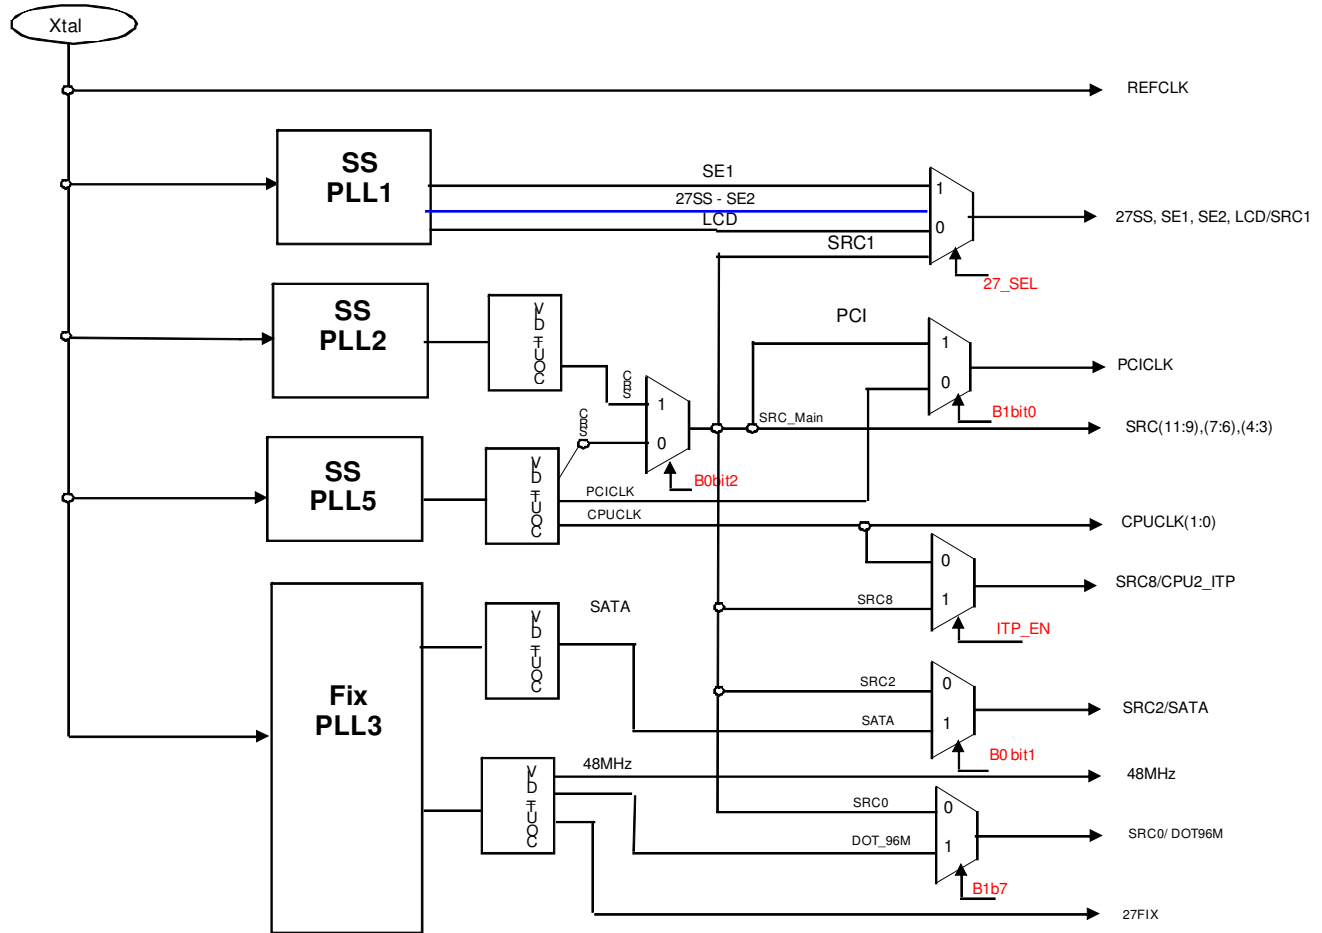 Xtal
REFCLK
SS
PLL1
SE1
27SS - SE2
LCD
SRC1
1
0
27SS, SE1, SE2, LCD/SRC1
27_SEL
SS
PLL2
PCI
1
0
PCICLK
B1bit0
1
0
SRC_Main
SRC(11:9),(7:6),(4:3)
B0bit2
SS
PLL5
PCICLK
CPUCLK
CPUCLK(1:0)
0
1
SRC8
SRC8/CPU2_ITP
ITP_EN
SATA
Fix
PLL3
SRC2
SATA
0
1
SRC2/SATA
B0bit1
48MHz
48MHz
SRC0
DOT_96M
0
1
SRC0/ DOT96M
B1b7
27FIX